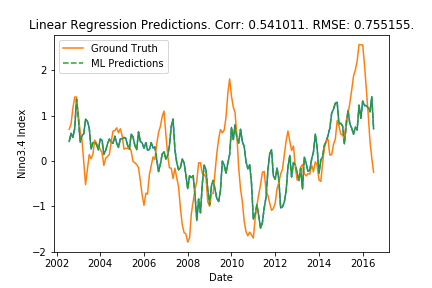 Linear Regression Predictions. Corr: 0.541011. RMSE: 0.755155.
Ground Truth
ML Predictions
Nino3.4 Index
2
1
0
−1
−2
2002 2004 2006 2008 2010 2012 2014 2016
Date